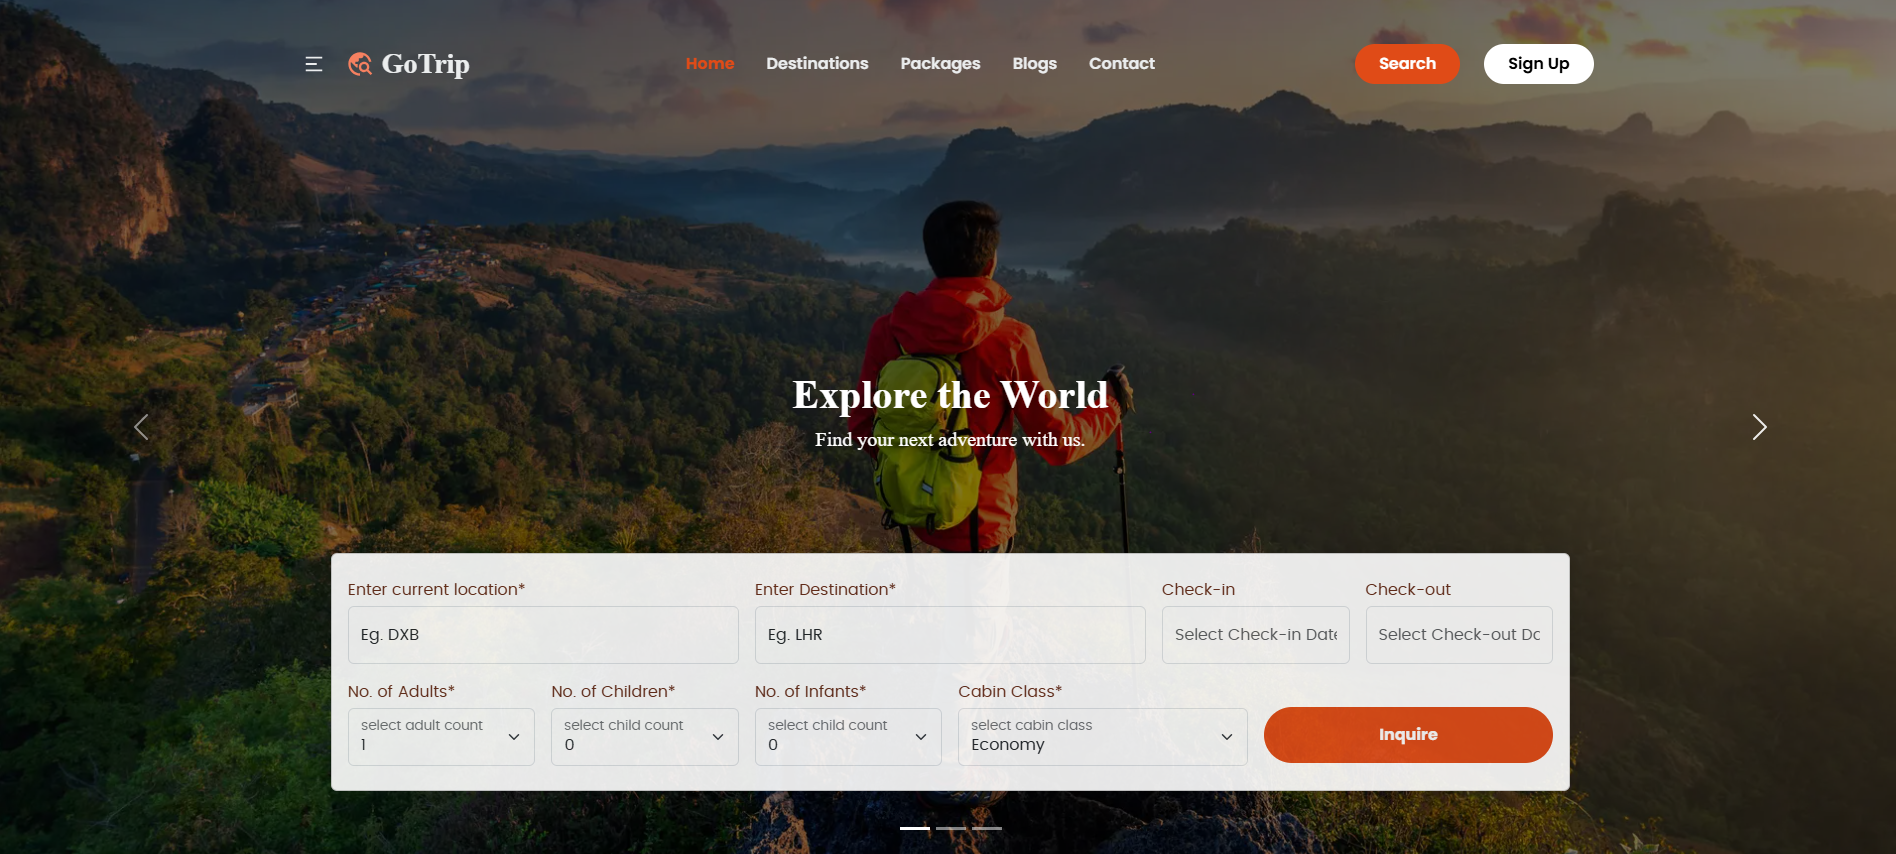 GoTrip
Home Destinations Packages Blogs Contact
Search Sign Up
Explore the World
Find your next adventure with us.
Enter current location* Enter Destination* Check-in Check-out
Eg. DXB Eg. LHR Select Check-in Date Select Check-out Da
No. of Adults* No. of Children* No. of Infants* Cabin Class*
select adult count select child count select child count select cabin class
1 0 0 Economy
Inquire